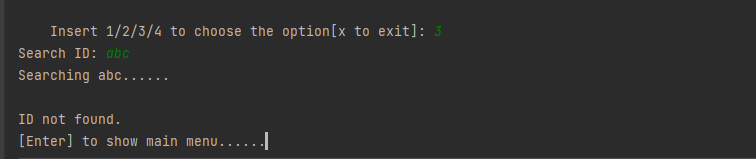 Insert 1/2/3/4 to choose the option[x to exit]: 3
Search ID: abc
Searching abc......
ID not found.
[Enter] to show main menu......